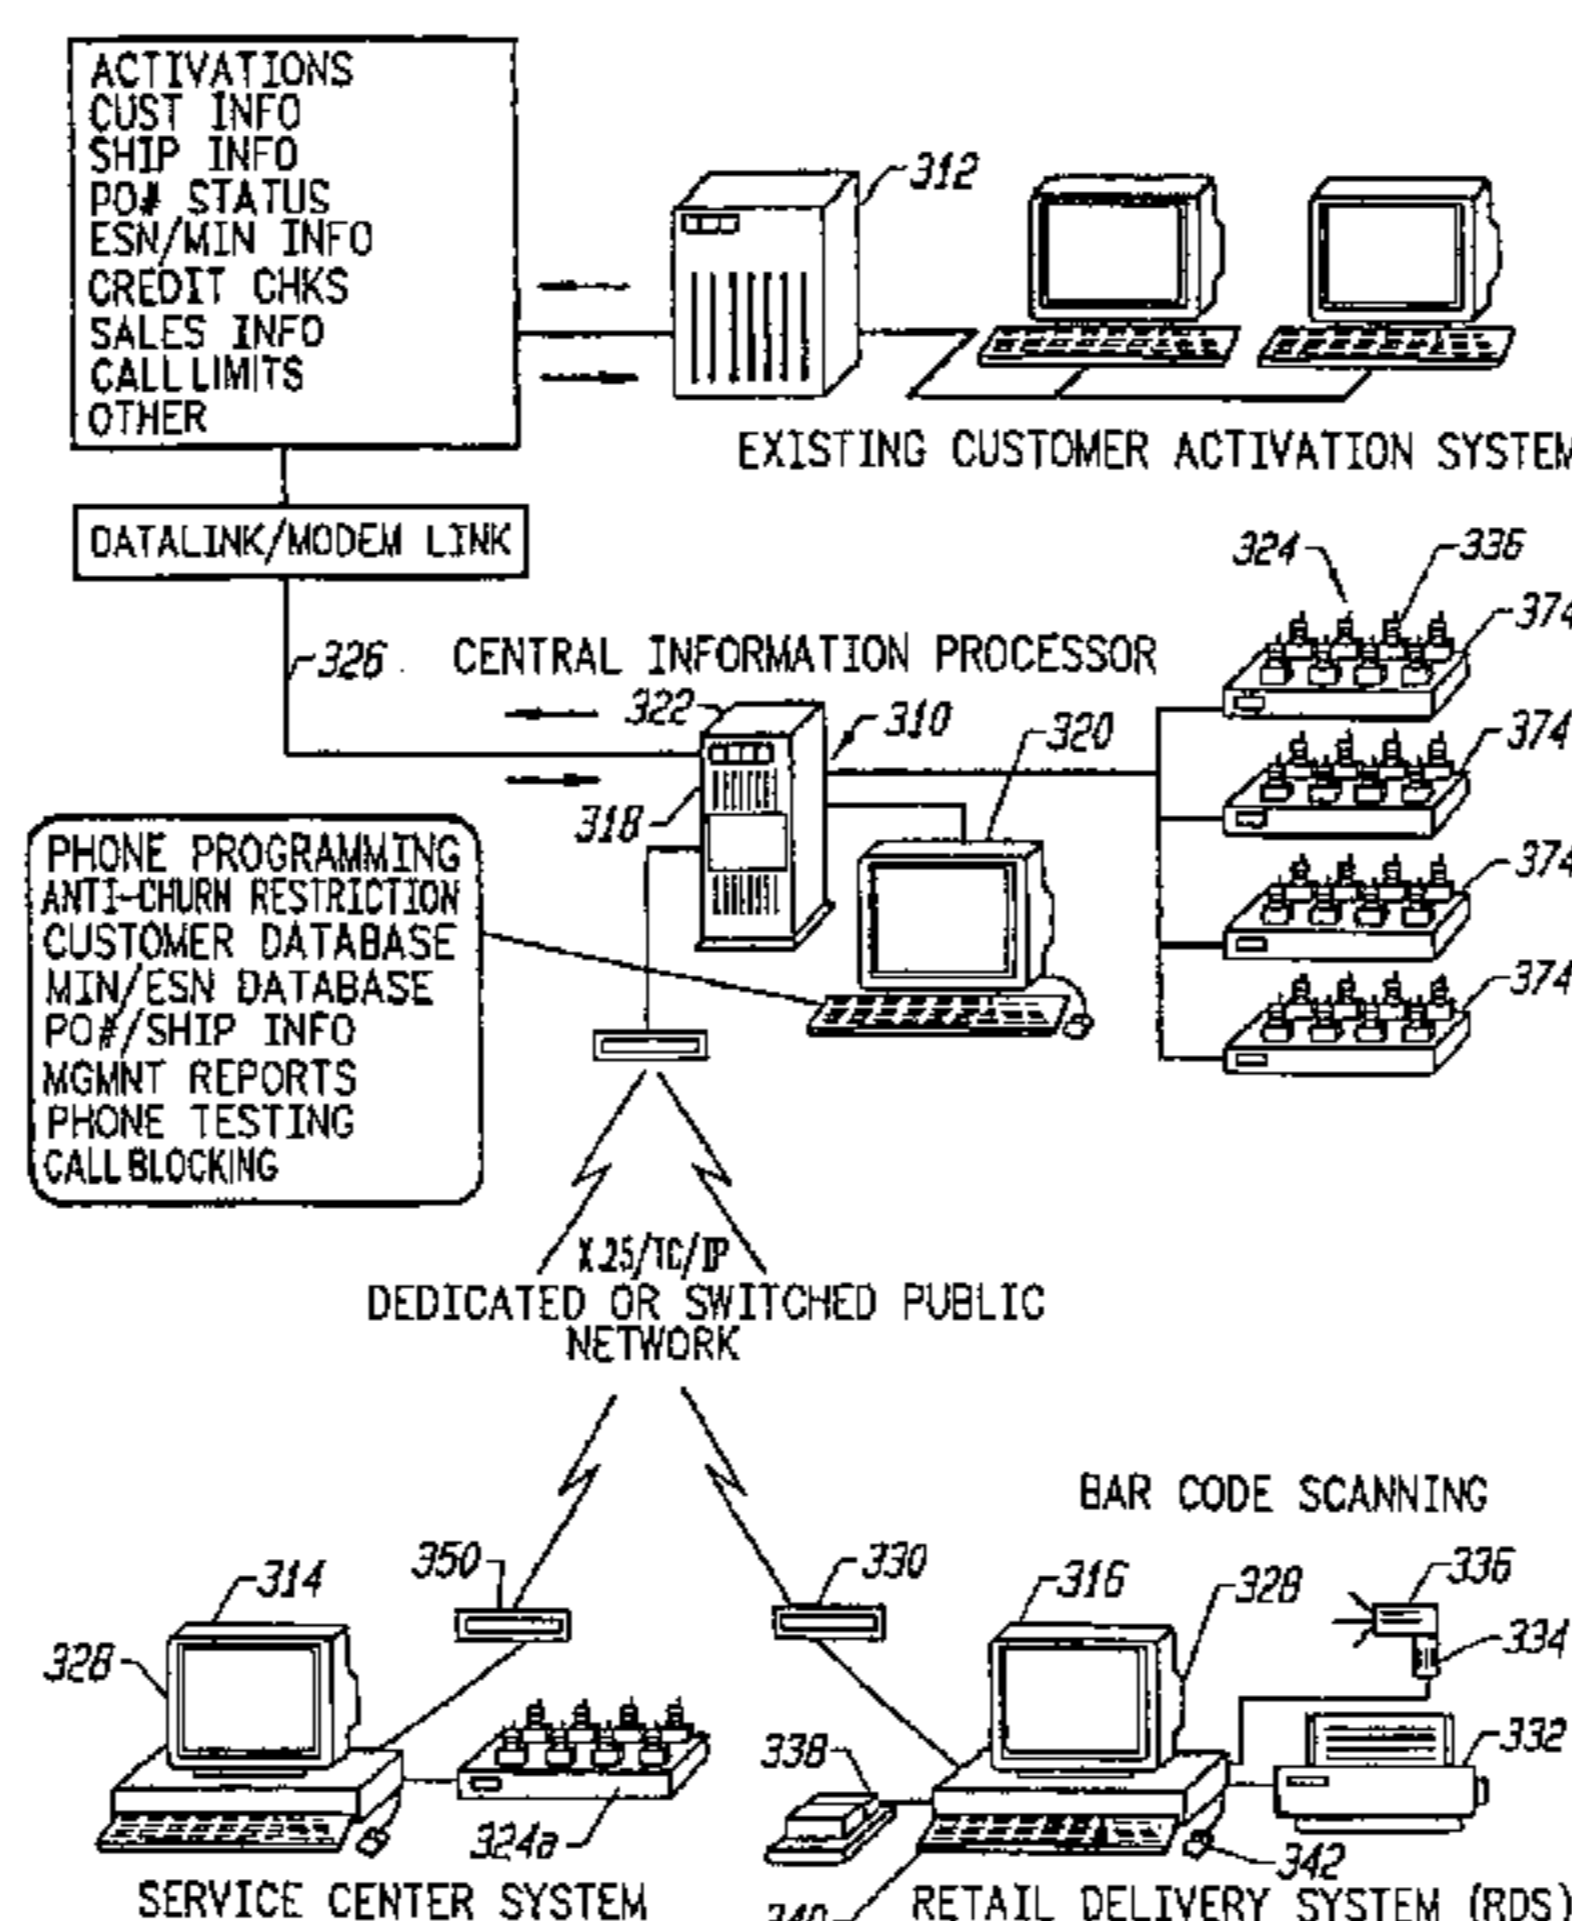 ACTIVATIONS
CUST INFO
SHIP INFO
PO# STATUS
ESN/MIN INFO
CREDIT CHKS
SALES INFO
CALL LIMITS
OTHER
312
EXISTING CUSTOMER ACTIVATION SYSTEM
DATALINK/MODEM LINK
324
336
374
326
CENTRAL INFORMATION PROCESSOR
322
310
320
374
318
374
374
PHONE PROGRAMMING
ANTI-CHURN RESTRICTION
CUSTOMER DATABASE
MIN/ESN DATABASE
PO#/SHIP INFO
MGMNT REPORTS
PHONE TESTING
CALL BLOCKING
X.25/TC/IP
DEDICATED OR SWITCHED PUBLIC
NETWORK
BAR CODE SCANNING
314
350
330
316
328
336
328
334
338
332
324a
342
SERVICE CENTER SYSTEM
340
RETAIL DELIVERY SYSTEM (RDS)